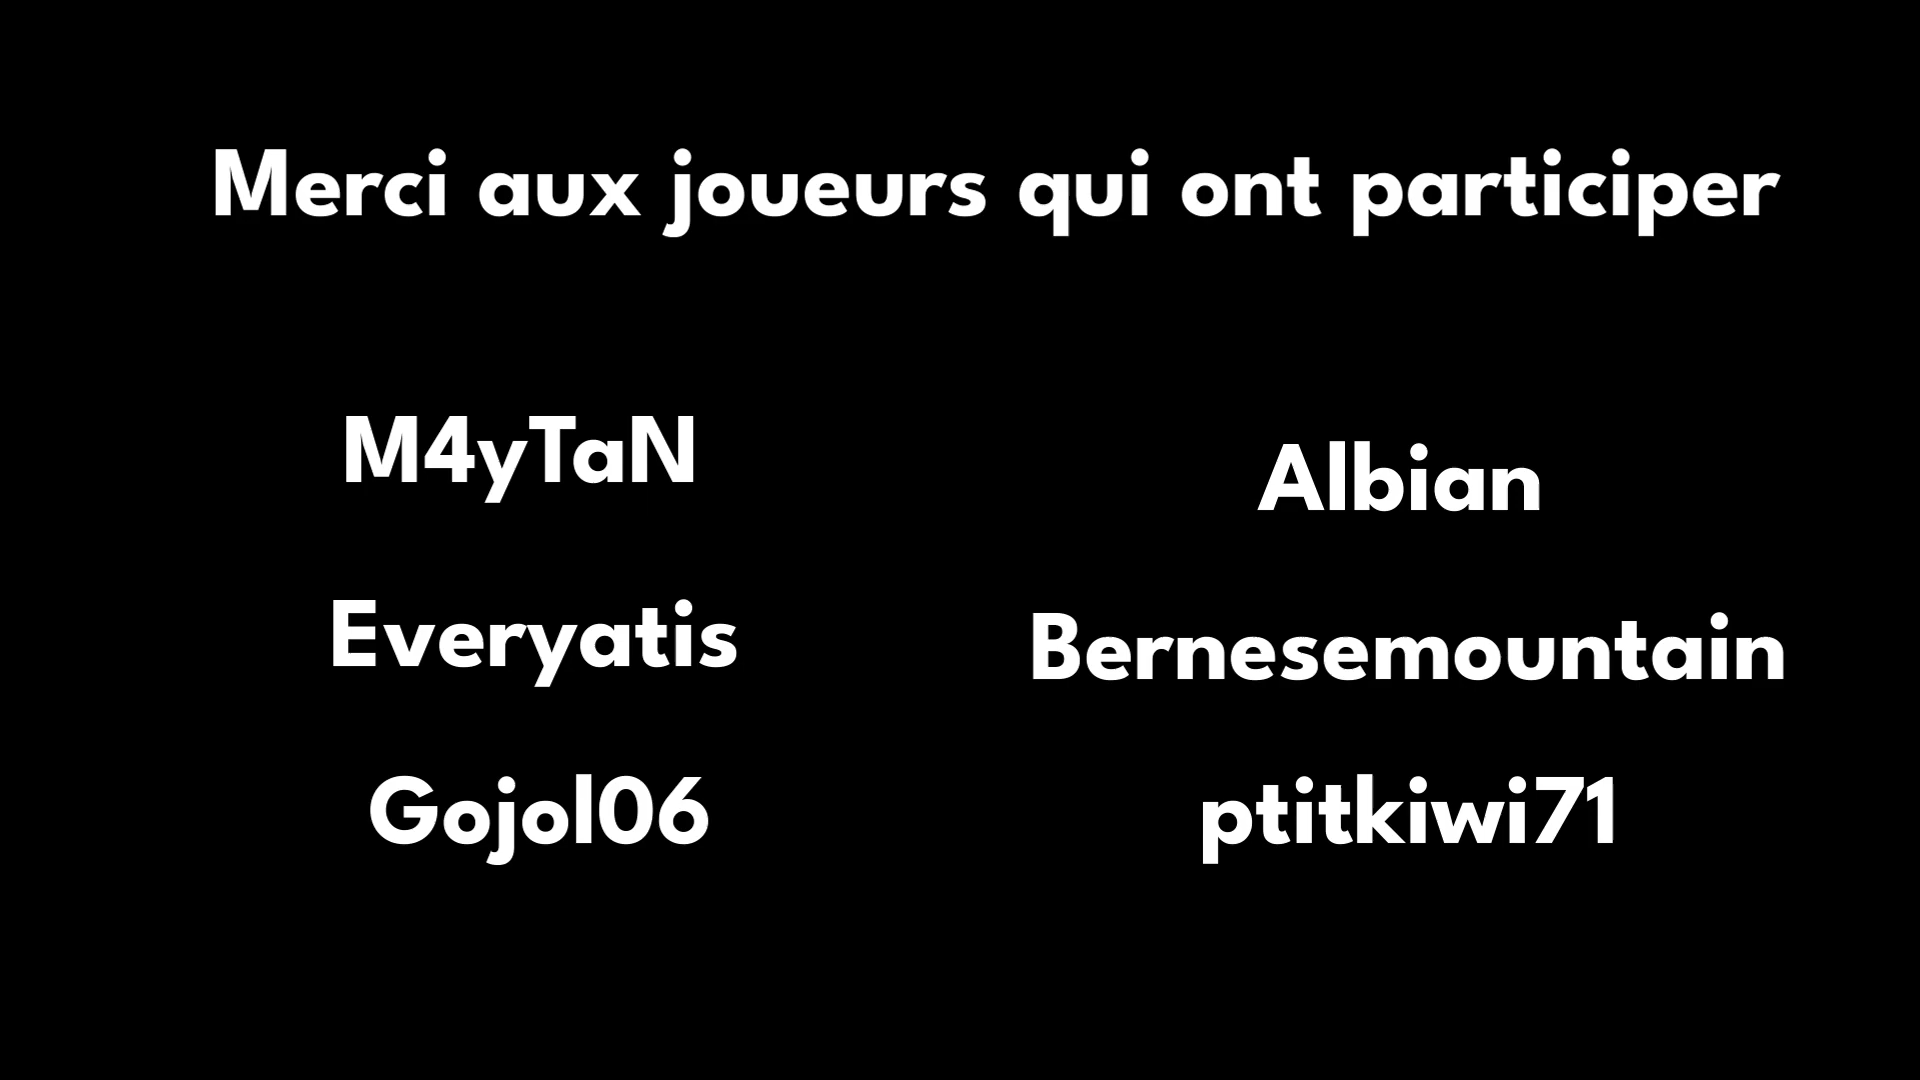 Merci aux joueurs qui ont participer
M4yTaN
Albian
Everyatis
Bernesemountain
Gojol06
ptitkiwi71